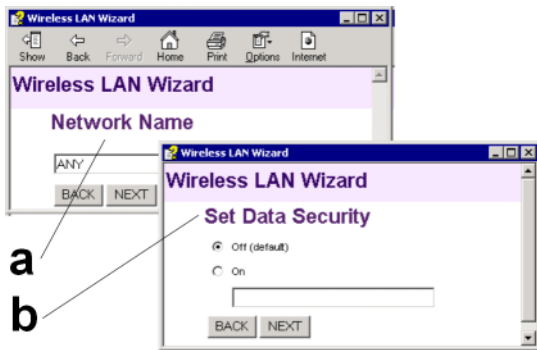 Wireless LAN Wizard
Show Back Forward Home Print Options Internet
Wireless LAN Wizard
Network Name
ANY
BACK NEXT
Wireless LAN Wizard
Wireless LAN Wizard
Set Data Security
Off (default)
On
BACK NEXT
a
b